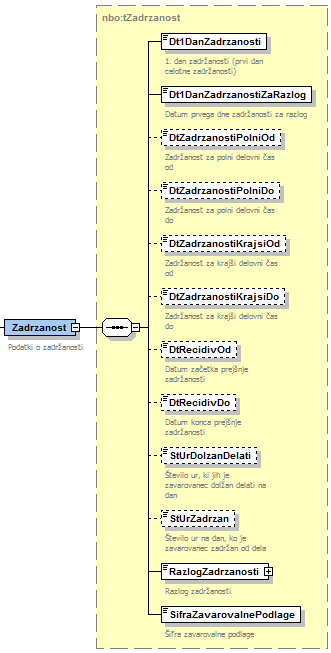 nbo:tZadrzanost
Dt1DanZadrzanosti
1. dan zadržanosti (prvi dan
celotne zadržanosti)
Dt1DanZadrzanostiZaRazlog
Datum prvega dne zadržanosti za razlog
DtZadrzanostiPolniOd
Zadržanost za polni delovni čas
od
DtZadrzanostiPolniDo
Zadržanost za polni delovni čas
do
DtZadrzanostiKrajsiOd
Zadržanost za krajši delovni čas
od
DtZadrzanostiKrajsiDo
Zadržanost za krajši delovni čas
do
Zadrzanost
Podatki o zadržanosti
DtRecidivOd
Datum začetka prejšnje
zadržanosti
DtRecidivDo
Datum konca prejšnje
zadržanosti
StUrDolzanDelati
Število ur, ki jih je
zavarovanec dolžan delati na
dan
StUrZadrzan
Število ur na dan, ko je
zavarovanec zadržan od dela
RazlogZadrzanosti
Razlog zadržanosti
SifraZavarovalnePodlage
Šifra zavarovalne podlage